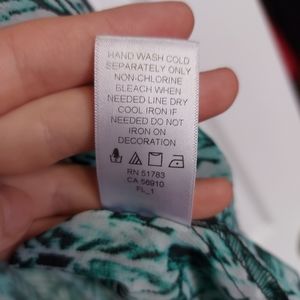 HAND WASH COLD
SEPARATELY ONLY
NON-CHLORINE
BLEACH WHEN
NEEDED LINE DRY
COOL IRON IF
NEEDED DO NOT
IRON ON
DECORATION
RN 51783
CA 56910
FL_1